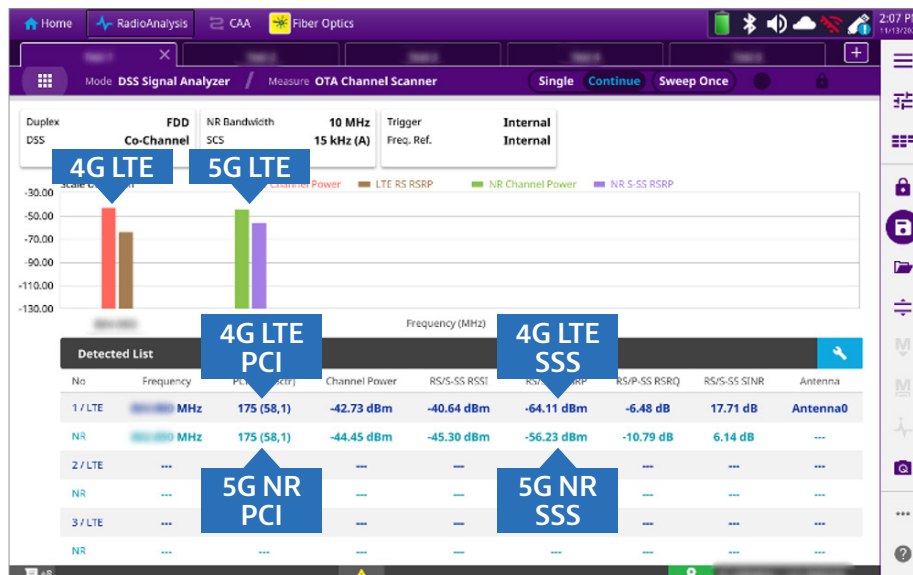 Home RadioAnalysis CAA Fiber Optics
2:07 PM
Mode DSS Signal Analyzer / Measure OTA Channel Scanner Single Continue Sweep Once
Duplex FDD NR Bandwidth 10 MHz Trigger Internal
DSS Co-Channel SCS 15 kHz (A) Freq. Ref. Internal
4G LTE 5G LTE
Scale Channel Power LTE RS RSRP NR Channel Power NR S-SS RSRP
-30.00
-50.00
-70.00
-90.00
-110.00
-130.00
Frequency (MHz)
4G LTE PCI
4G LTE SSS
Detected List
No Frequency Channel Power RS/S-SS RSSI RS/P-SS RSRQ RS/S-SS SINR Antenna
1 / LTE MHz 175 (58,1) -42.73 dBm -40.64 dBm -64.11 dBm -6.48 dB 17.71 dB Antenna0
NR MHz 175 (58,1) -44.45 dBm -45.30 dBm -56.23 dBm -10.79 dB 6.14 dB ---
2 / LTE --- --- --- --- --- ---
NR --- --- --- --- ---
5G NR PCI
5G NR SSS
3 / LTE --- --- --- --- ---
NR --- --- --- --- --- --- --- ---